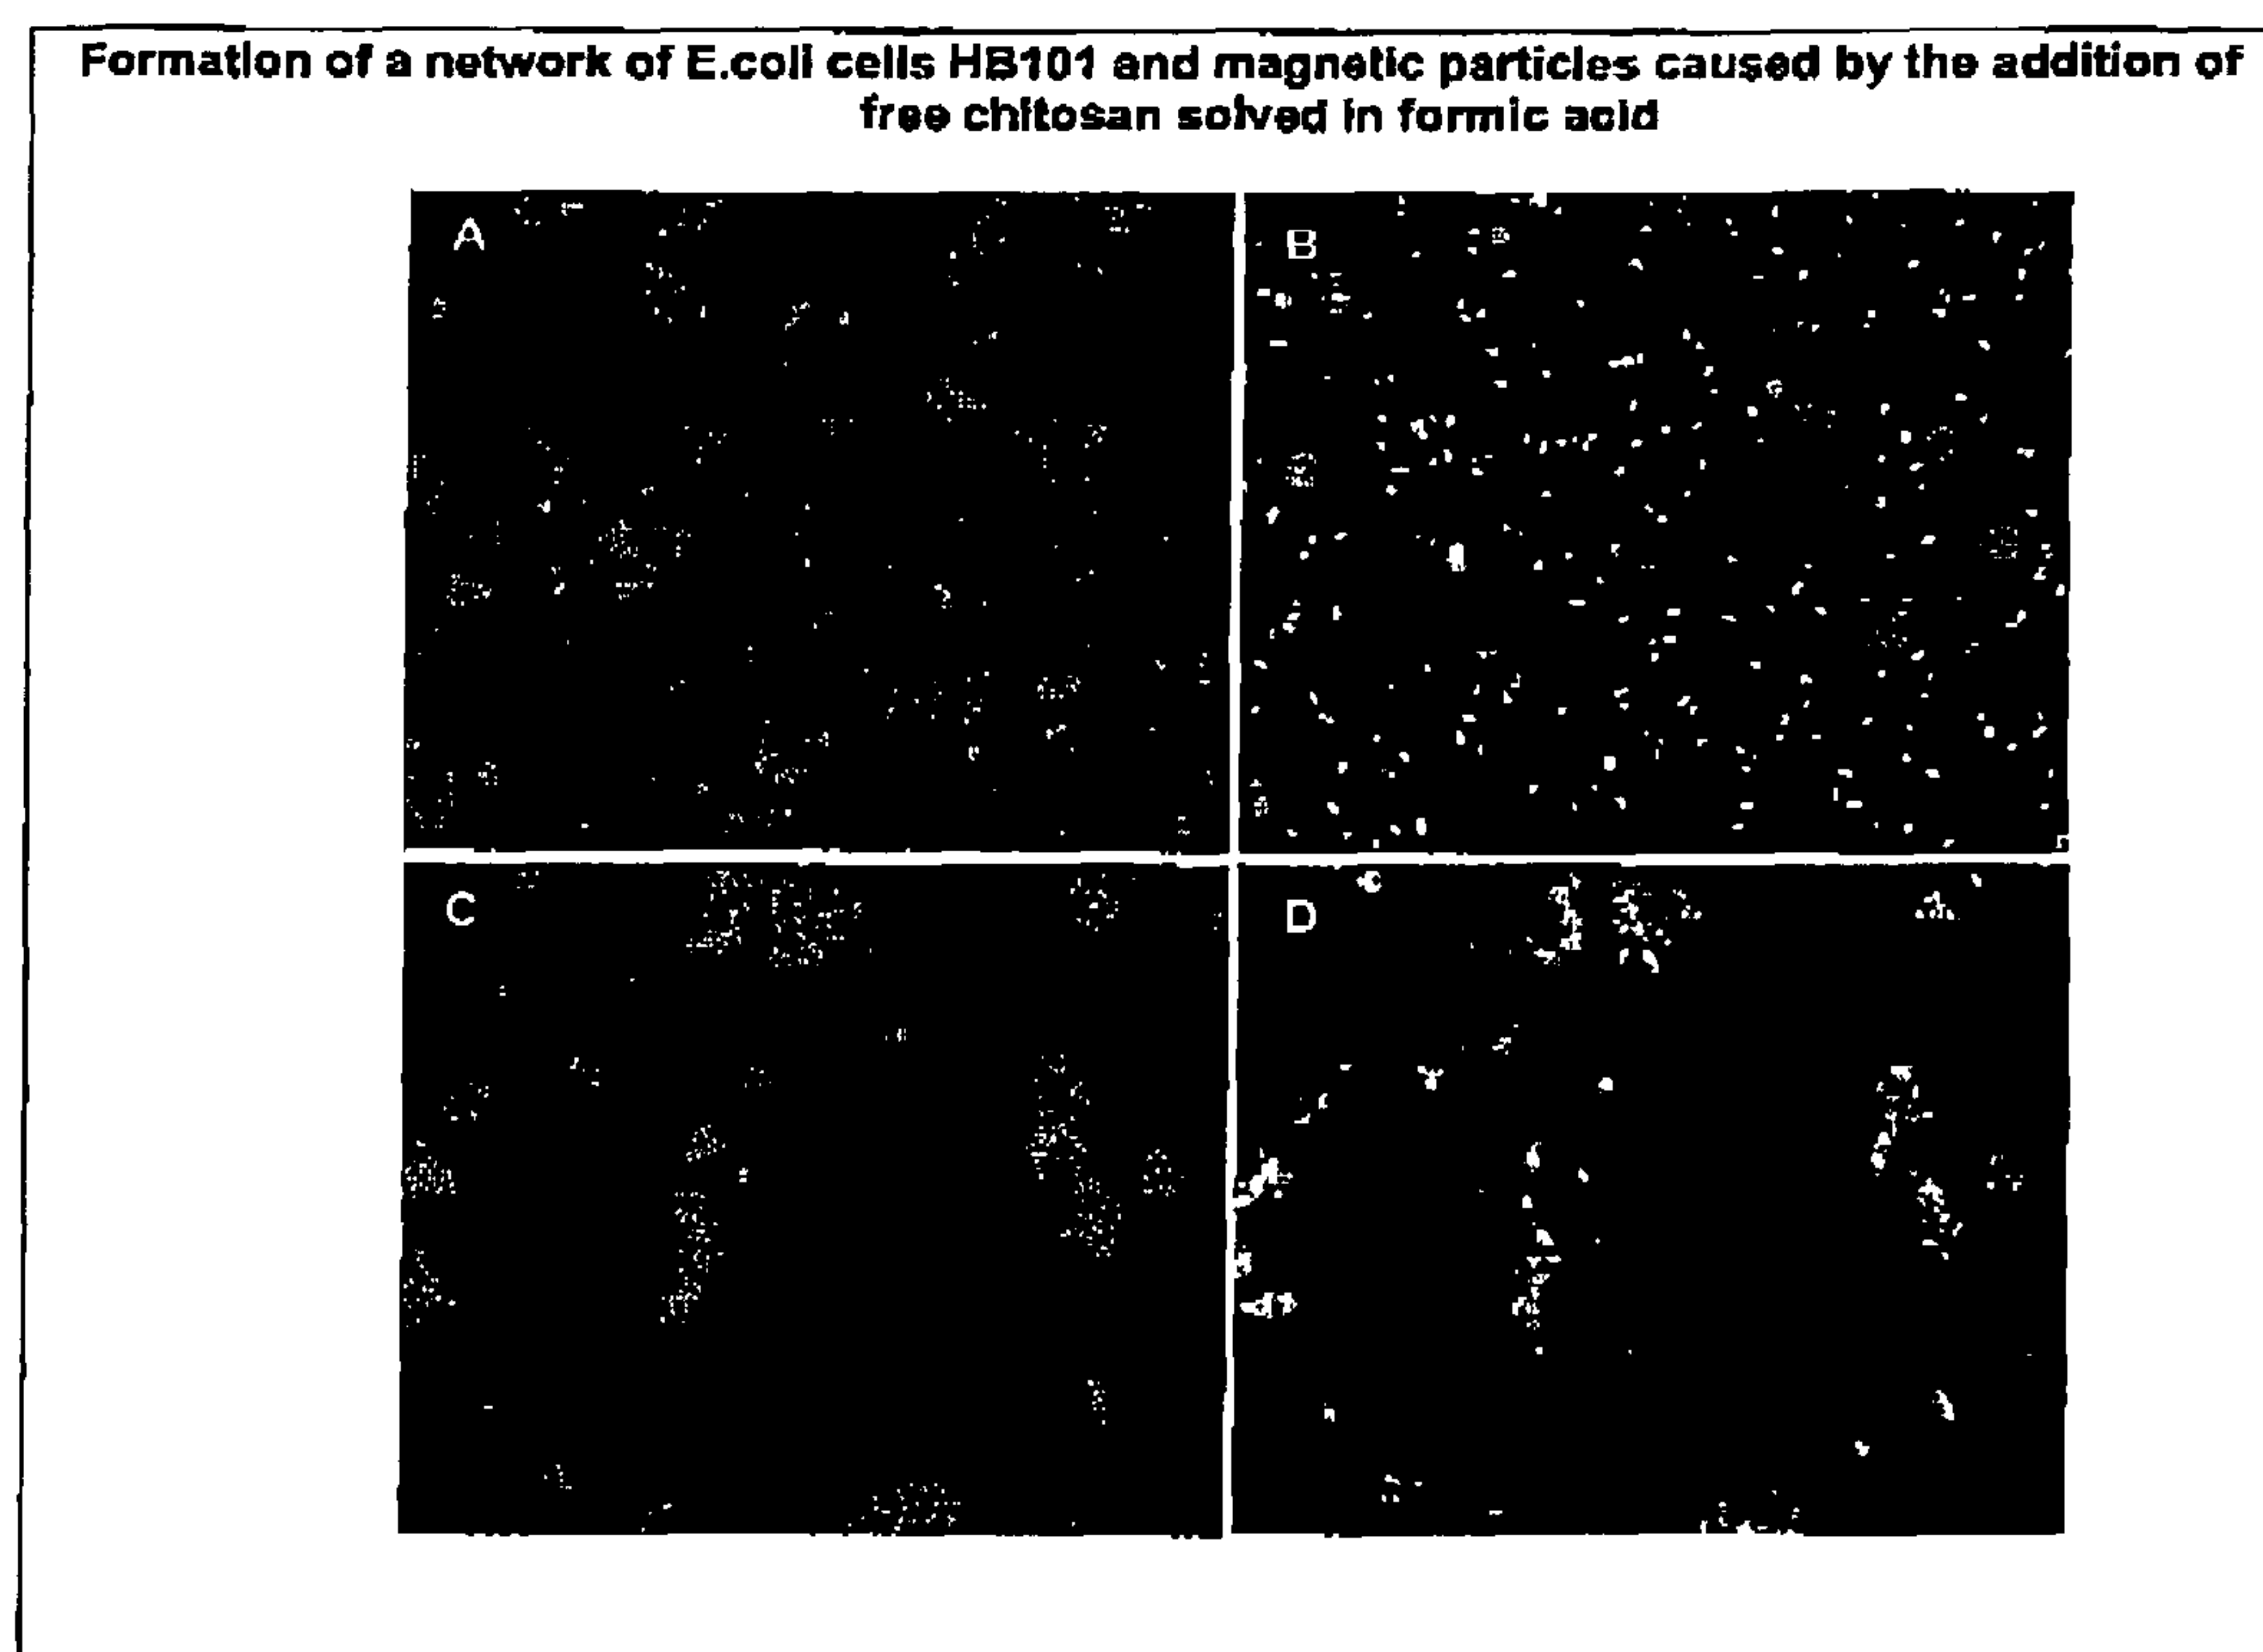 Formation of a network of E.coli cells HB101 and magnetic particles caused by the addition of
free chitosan solved in formic acid
A
B
C
D